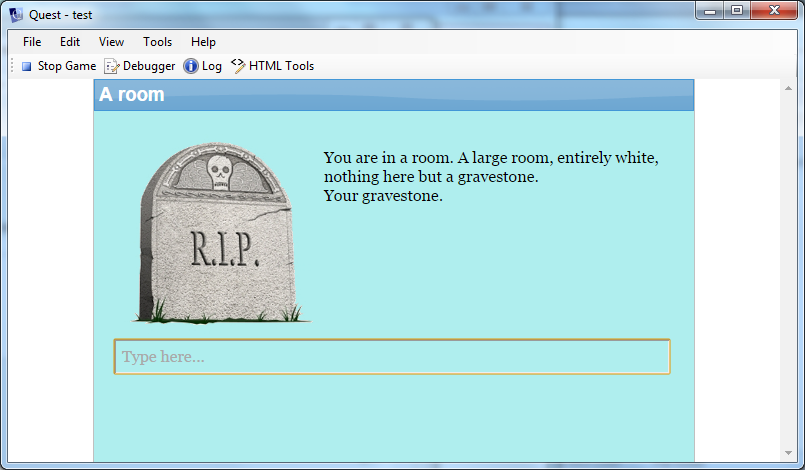 Quest - test
File Edit View Tools Help
Stop Game Debugger Log HTML Tools
A room
R.I.P.
You are in a room. A large room, entirely white,
nothing here but a gravestone.
Your gravestone.
Type here...